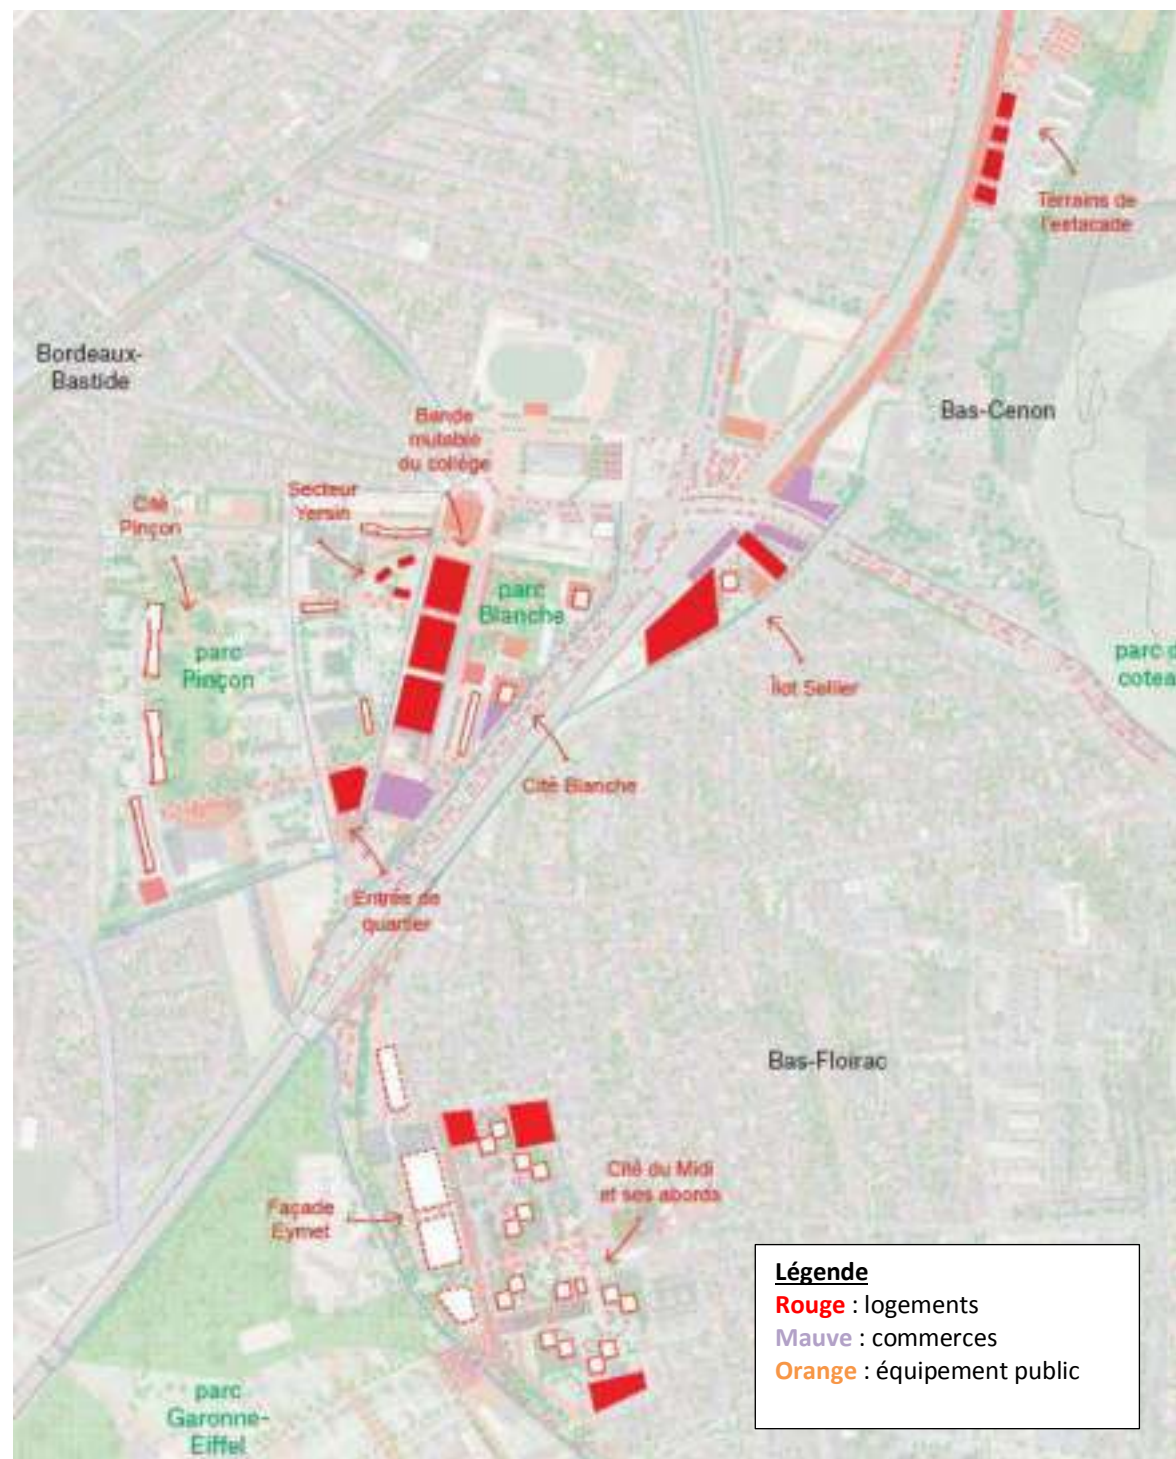 Terrains de
l'estacade
Bordeaux-
Bastide
Bas-Cenon
Bande
mutable
du collège
Secteur
Yersin
Cité
Pinçon
parc
Blanche
parc
Pinçon
parc
Îlot Sellier
Cité Blanche
Entrée de
quartier
Bas-Floirac
Cité du Midi
et ses abords
Façade
Eymet
Légende
Rouge : logements
Mauve : commerces
Orange : équipement public
parc
Garonne-
Eiffel